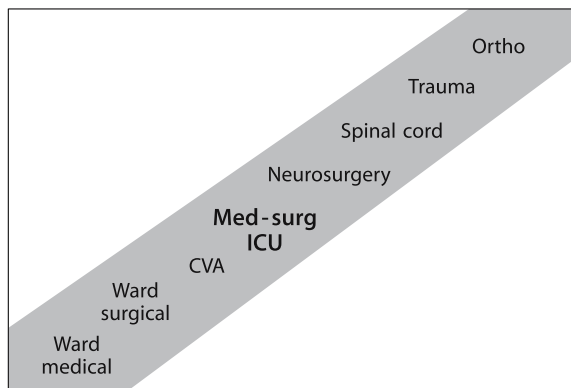 Ortho
Trauma
Spinal cord
Neurosurgery
Med-surg
ICU
CVA
Ward
surgical
Ward
medical